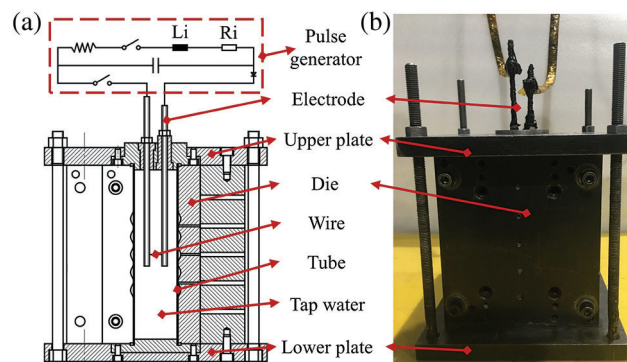 (a)
Li
Ri
Pulse
generator
Electrode
Upper plate
Die
Wire
Tube
Tap water
Lower plate
(b)